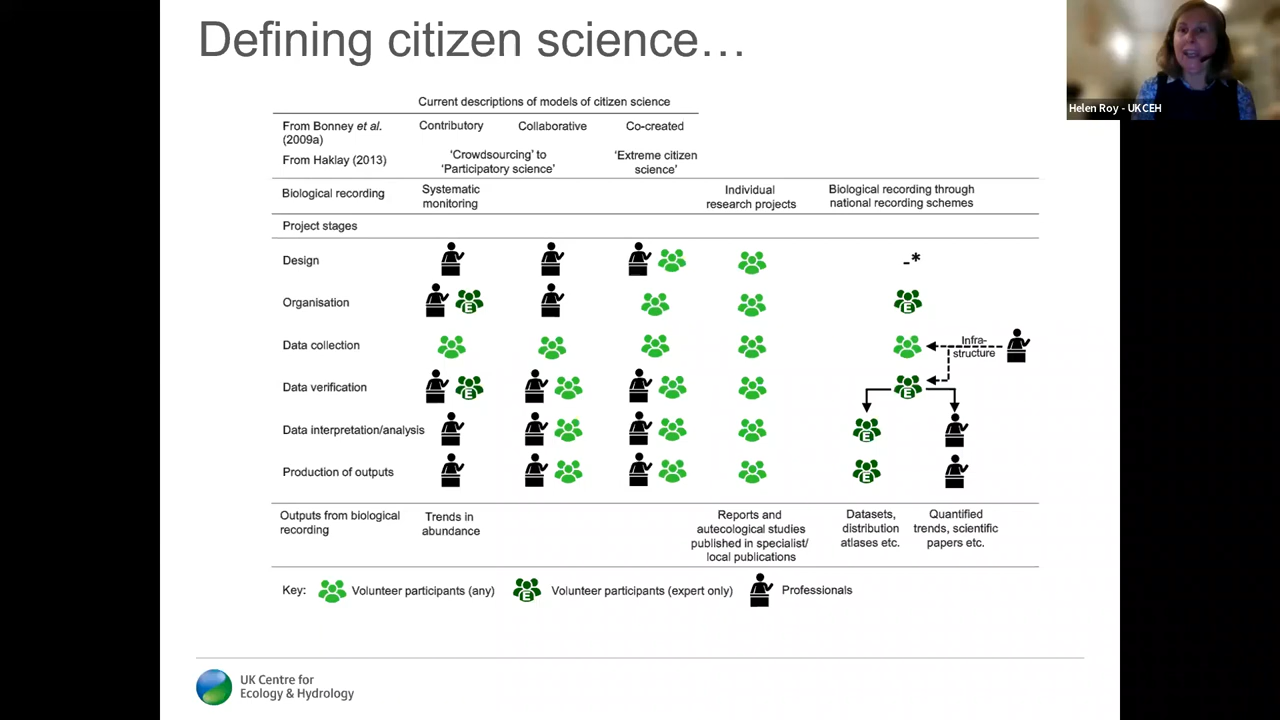 Defining citizen science…
Helen Roy - UKCEH
Current descriptions of models of citizen science
From Bonney et al.
(2009a)
Contributory
Collaborative
Co-created
From Haklay (2013)
‘Crowdsourcing’ to
‘Participatory science’
‘Extreme citizen
science’
Biological recording
Systematic
monitoring
Individual
research projects
Biological recording through
national recording schemes
Project stages
Design
-*
Organisation
E
E
Data collection
Infra-
structure
Data verification
E
E
Data interpretation/analysis
E
Production of outputs
E
Outputs from biological
recording
Trends in
abundance
Reports and
autecological studies
published in specialist/
local publications
Datasets,
distribution
atlases etc.
Quantified
trends, scientific
papers etc.
Key:
Volunteer participants (any)
E
Volunteer participants (expert only)
Professionals
UK Centre for
Ecology & Hydrology